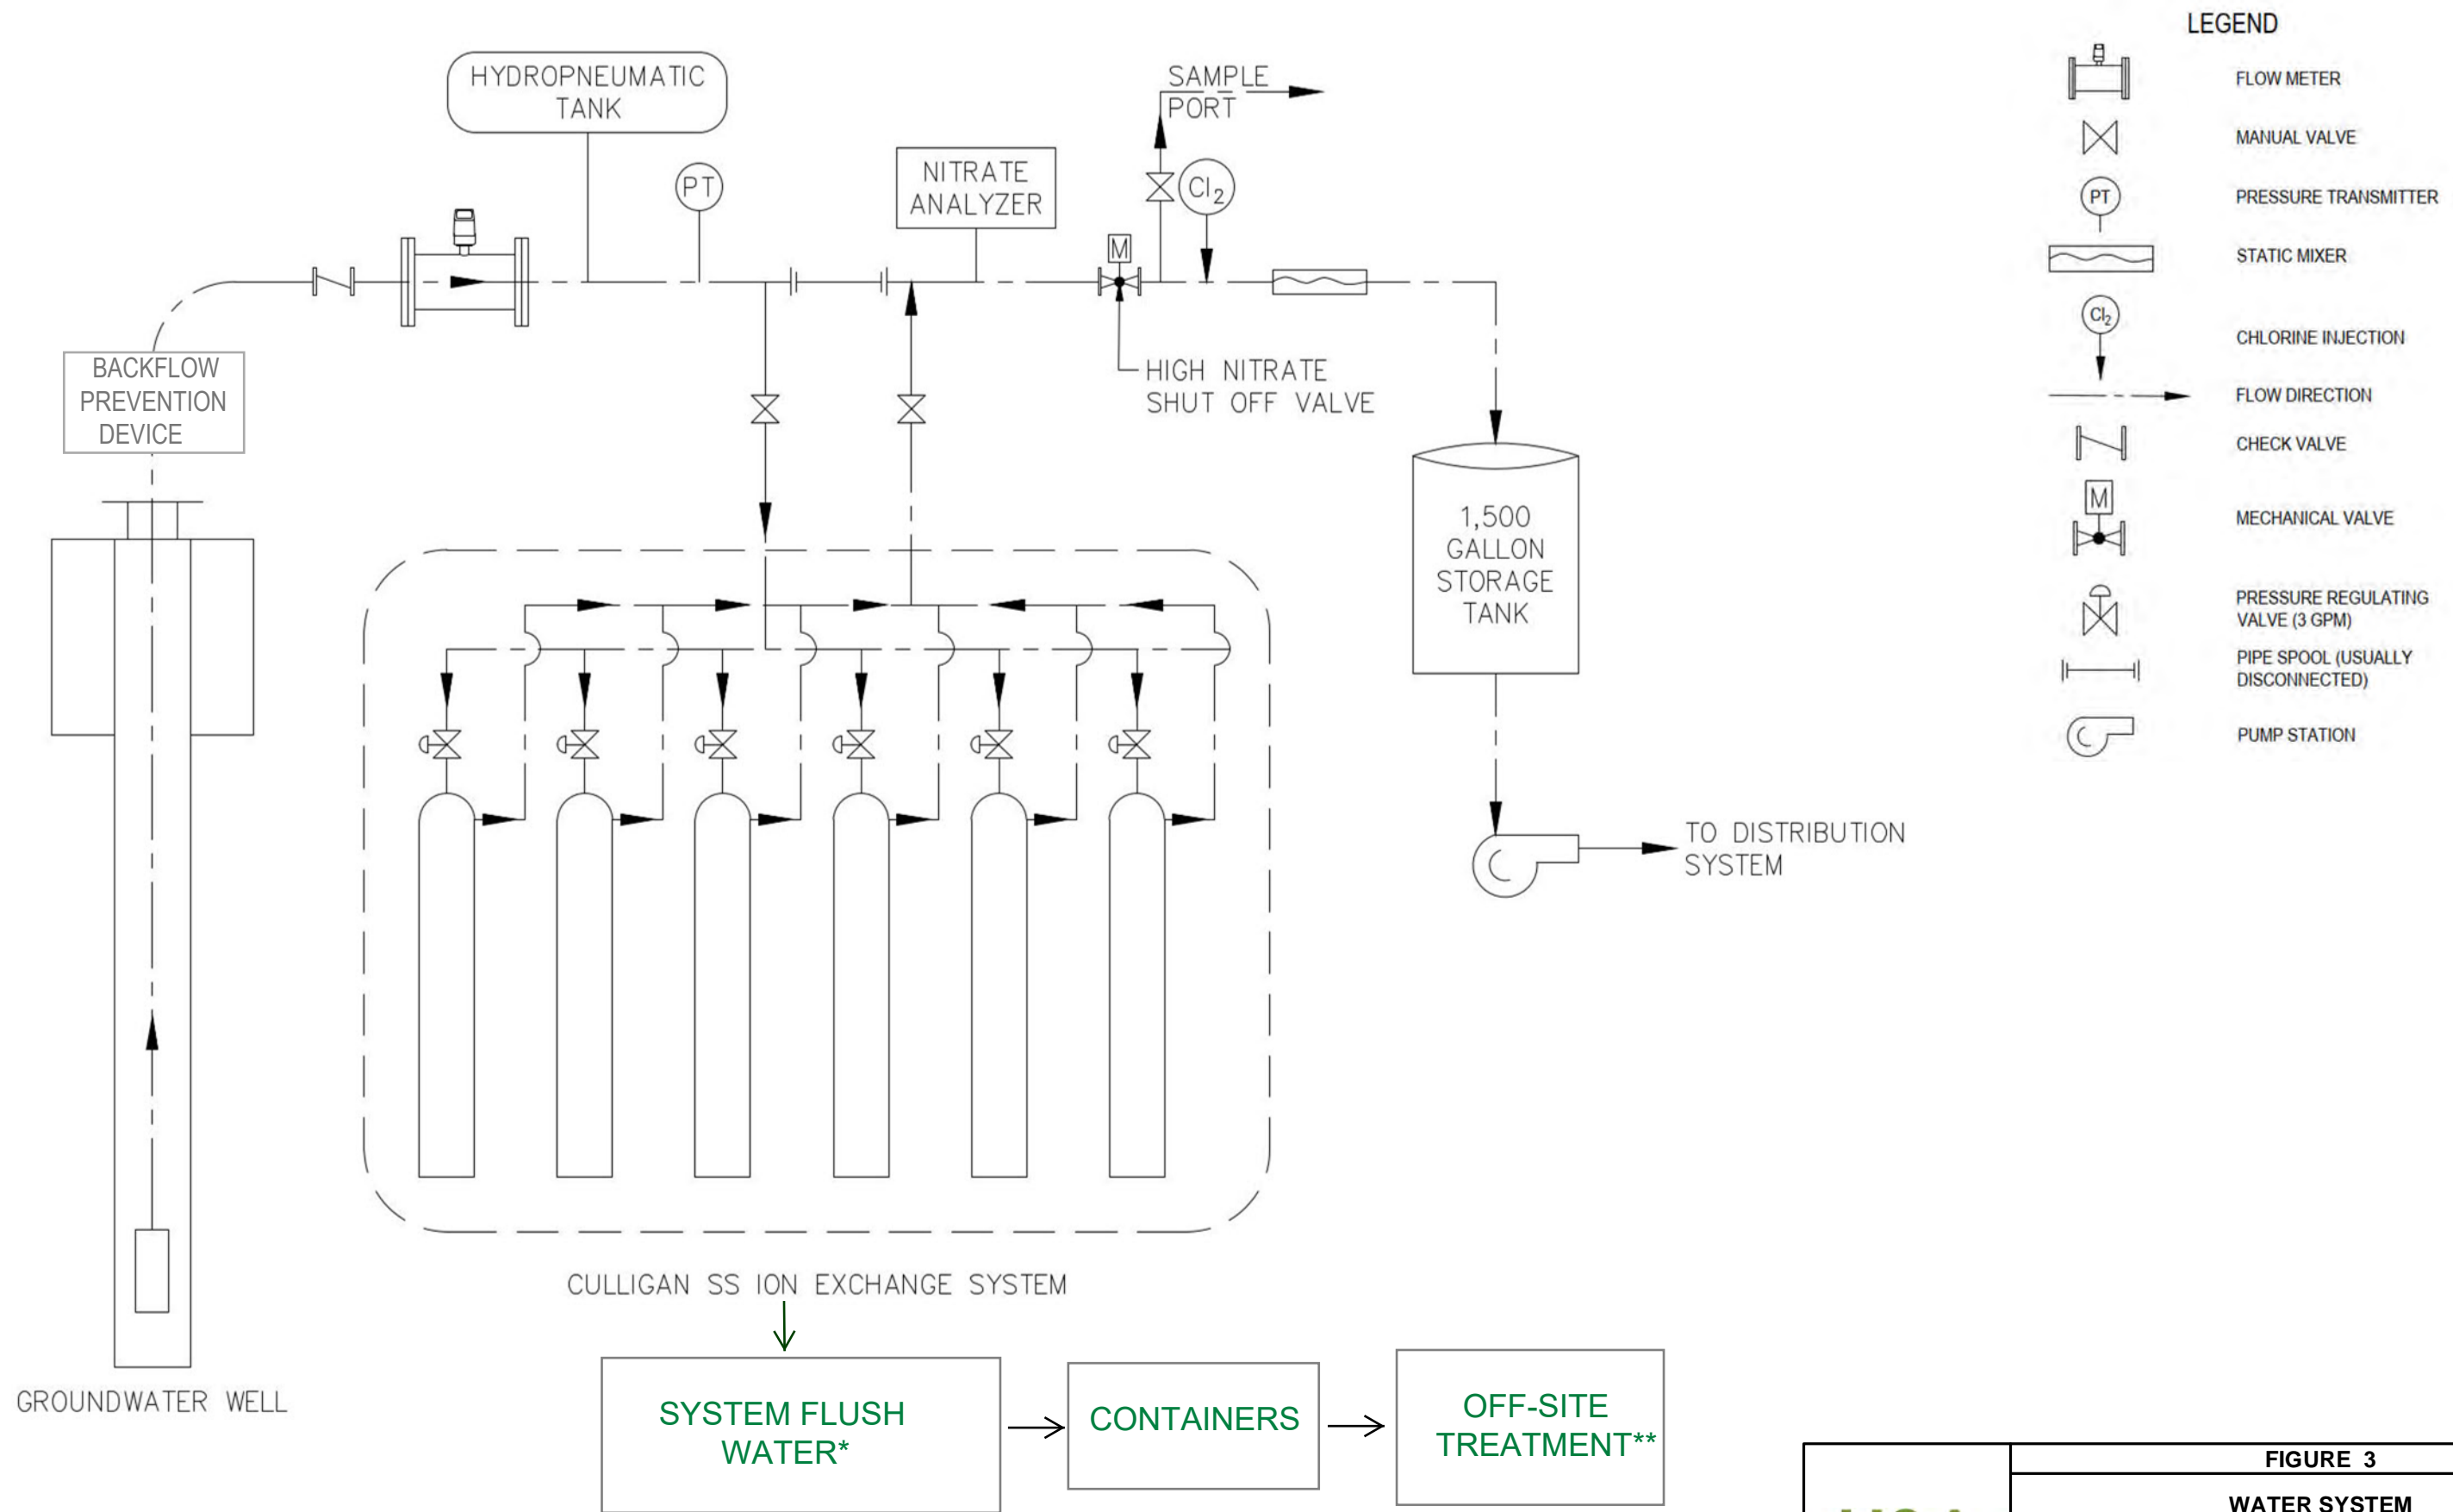 HYDROPNEUMATIC
TANK
PT
NITRATE
ANALYZER
SAMPLE
PORT
Cl2
M
HIGH NITRATE
SHUT OFF VALVE
BACKFLOW
PREVENTION
DEVICE
1,500
GALLON
STORAGE
TANK
TO DISTRIBUTION
SYSTEM
CULLIGAN SS ION EXCHANGE SYSTEM
GROUNDWATER WELL
SYSTEM FLUSH
WATER*
CONTAINERS
OFF-SITE
TREATMENT**
LEGEND
FLOW METER
MANUAL VALVE
PT
PRESSURE TRANSMITTER
STATIC MIXER
Cl2
CHLORINE INJECTION
FLOW DIRECTION
CHECK VALVE
M
MECHANICAL VALVE
PRESSURE REGULATING
VALVE (3 GPM)
PIPE SPOOL (USUALLY
DISCONNECTED)
PUMP STATION
FIGURE 3
WATER SYSTEM